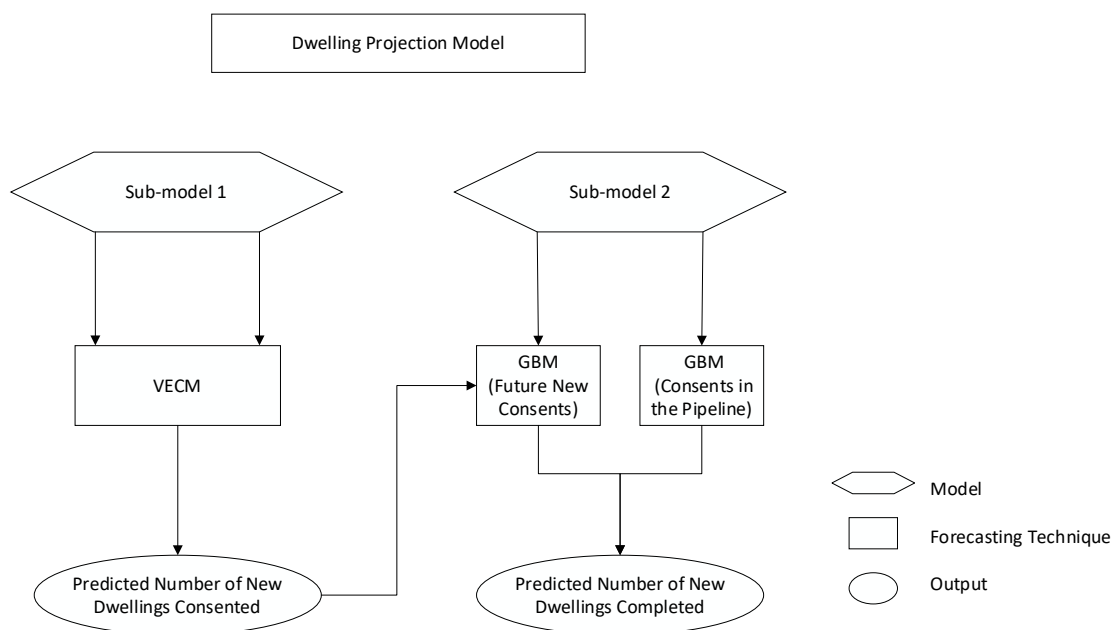 Dwelling Projection Model
Sub-model 1
Sub-model 2
VECM
GBM
(Future New
Consents)
GBM
(Consents in
the Pipeline)
Predicted Number of New
Dwellings Consented
Predicted Number of New
Dwellings Completed
Model
Forecasting Technique
Output